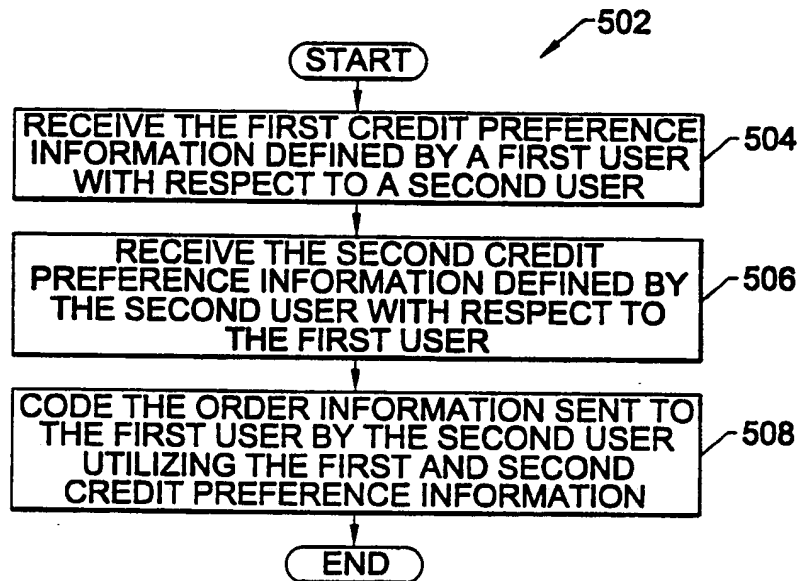 502
START
RECEIVE THE FIRST CREDIT PREFERENCE
INFORMATION DEFINED BY A FIRST USER
WITH RESPECT TO A SECOND USER
504
RECEIVE THE SECOND CREDIT
PREFERENCE INFORMATION DEFINED BY
THE SECOND USER WITH RESPECT TO
THE FIRST USER
506
CODE THE ORDER INFORMATION SENT TO
THE FIRST USER BY THE SECOND USER
UTILIZING THE FIRST AND SECOND
CREDIT PREFERENCE INFORMATION
508
END